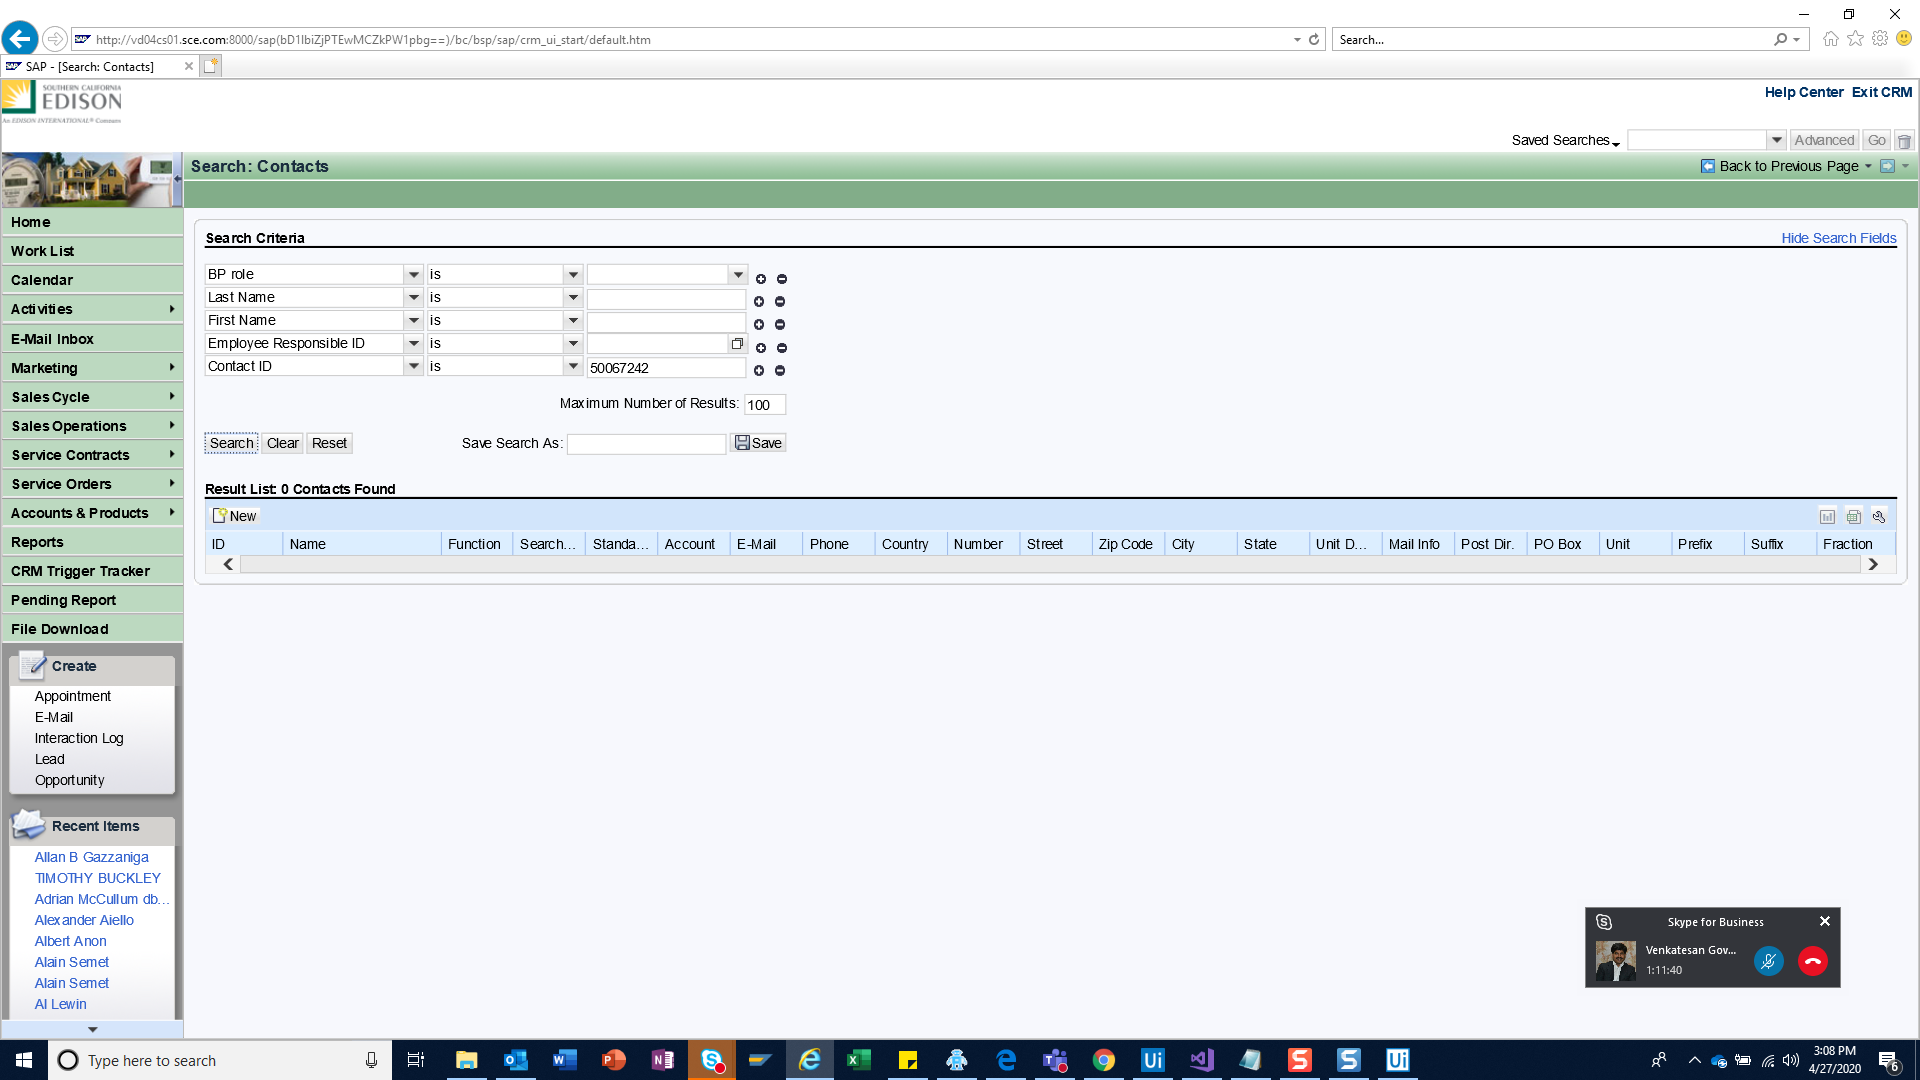 http://vd04cs01.sce.com:8000/sap(bD1lbiZjPTEwMCZkPW1pbg==)/bc/bsp/sap/crm_ui_start/default.htm
Search...
SAP - [Search: Contacts]
SOUTHERN CALIFORNIA
EDISON
An EDISON INTERNATIONAL® Company
Help Center Exit CRM
Saved Searches
Advanced
Go
Search: Contacts
Back to Previous Page
Home
Work List
Calendar
Activities
E-Mail Inbox
Marketing
Sales Cycle
Sales Operations
Service Contracts
Service Orders
Accounts & Products
Reports
CRM Trigger Tracker
Pending Report
File Download
Create
Appointment
E-Mail
Interaction Log
Lead
Opportunity
Recent Items
Allan B Gazzaniga
TIMOTHY BUCKLEY
Adrian McCullum db...
Alexander Aiello
Albert Anon
Alain Semet
Alain Semet
Al Lewin
Search Criteria
Hide Search Fields
BP role is
Last Name is
First Name is
Employee Responsible ID is
Contact ID is 50067242
Maximum Number of Results: 100
Search Clear Reset Save Search As: Save
Result List: 0 Contacts Found
New
ID Name Function Search... Standa... Account E-Mail Phone Country Number Street Zip Code City State Unit D... Mail Info Post Dir. PO Box Unit Prefix Suffix Fraction
Skype for Business
Venkatesan Gov...
1:11:40
Type here to search
3:08 PM
4/27/2020
6